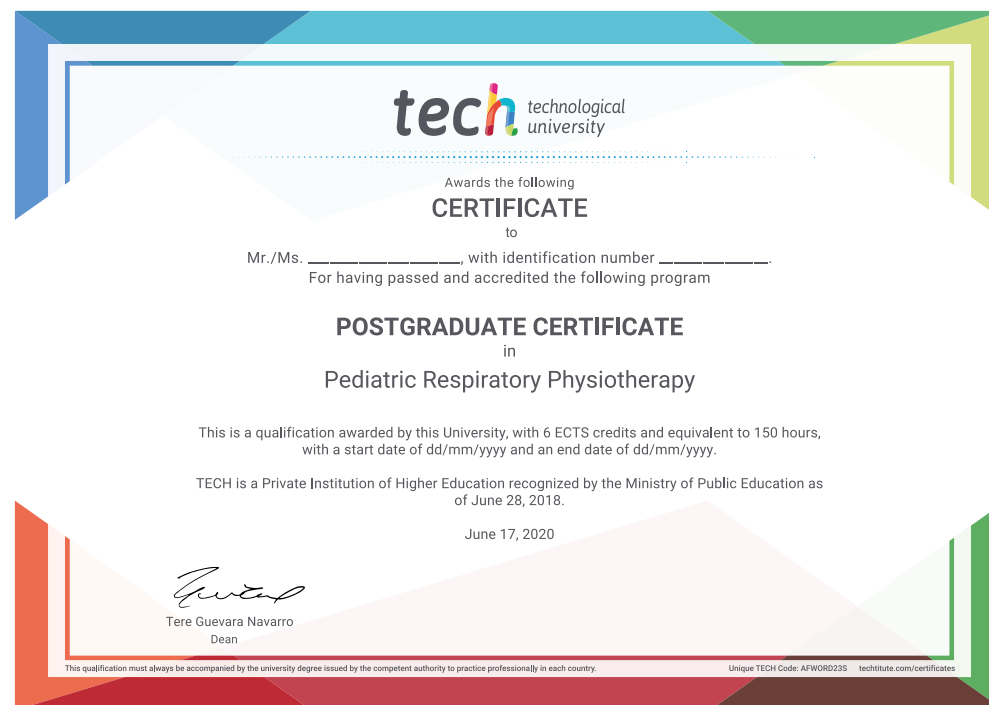 tech technological
university
Awards the following
CERTIFICATE
to
Mr./Ms. ____________________, with identification number ______________.
For having passed and accredited the following program
POSTGRADUATE CERTIFICATE
in
Pediatric Respiratory Physiotherapy
This is a qualification awarded by this University, with 6 ECTS credits and equivalent to 150 hours,
with a start date of dd/mm/yyyy and an end date of dd/mm/yyyy.
TECH is a Private Institution of Higher Education recognized by the Ministry of Public Education as
of June 28, 2018.
June 17, 2020
Tere Guevara Navarro
Dean
This qualification must always be accompanied by the university degree issued by the competent authority to practice professionally in each country.
Unique TECH Code: AFWORD23S techtitute.com/certificates